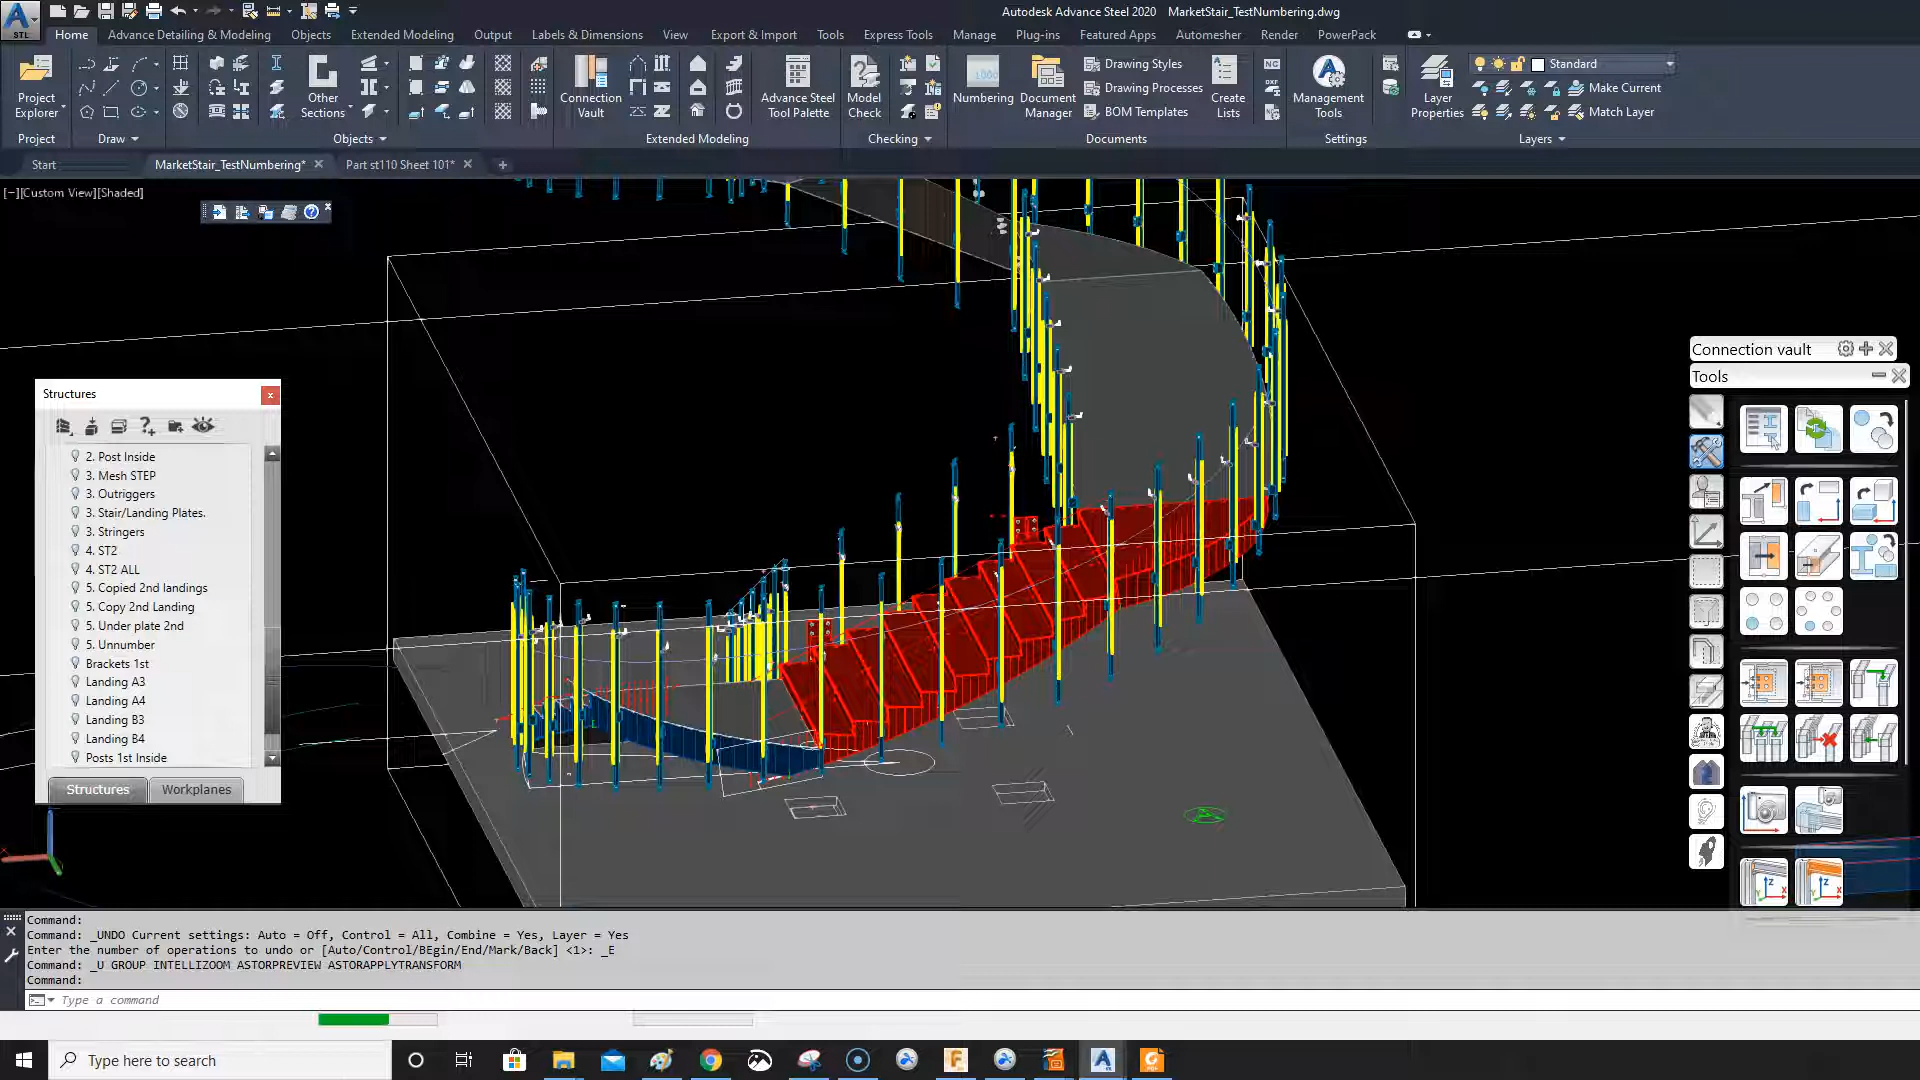 Autodesk Advance Steel 2020 MarketStair_TestNumbering.dwg
STL
Home Advance Detailing & Modeling Objects Extended Modeling Output Labels & Dimensions View Export & Import Tools Express Tools Manage Plug-ins Featured Apps Automesher Render PowerPack
Project Explorer
Other Sections
Connection Vault
Advance Steel Tool Palette
Model Check
Numbering
Document Manager
Drawing Styles
Drawing Processes
BOM Templates
Create Lists
NC
DXF
Management Tools
Layer Properties
Standard
Make Current
Match Layer
Project Draw Objects Extended Modeling Checking Documents Settings Layers
Start MarketStair_TestNumbering* Part st110 Sheet 101*
[−][Custom View][Shaded]
Structures
2. Post Inside
3. Mesh STEP
3. Outriggers
3. Stair/Landing Plates.
3. Stringers
4. ST2
4. ST2 ALL
5. Copied 2nd landings
5. Copy 2nd Landing
5. Under plate 2nd
5. Unnumber
Brackets 1st
Landing A3
Landing A4
Landing B3
Landing B4
Posts 1st Inside
Structures Workplanes
Connection vault
Tools
Command:
Command: _UNDO Current settings: Auto = Off, Control = All, Combine = Yes, Layer = Yes
Enter the number of operations to undo or [Auto/Control/BEgin/End/Mark/Back] <1>: _E
Command: _U GROUP INTELLIZOOM ASTORPREVIEW ASTORAPPLYTRANSFORM
Command:
Type a command
Type here to search